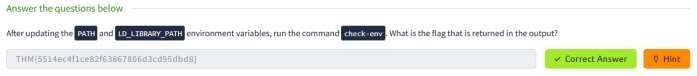 Answer the questions below
After updating the PATH and LD_LIBRARY_PATH environment variables, run the command check-env. What is the flag that is returned in the output?
THM{5514ec4f1ce82f63867806d3cd95dbd8} Correct Answer Hint